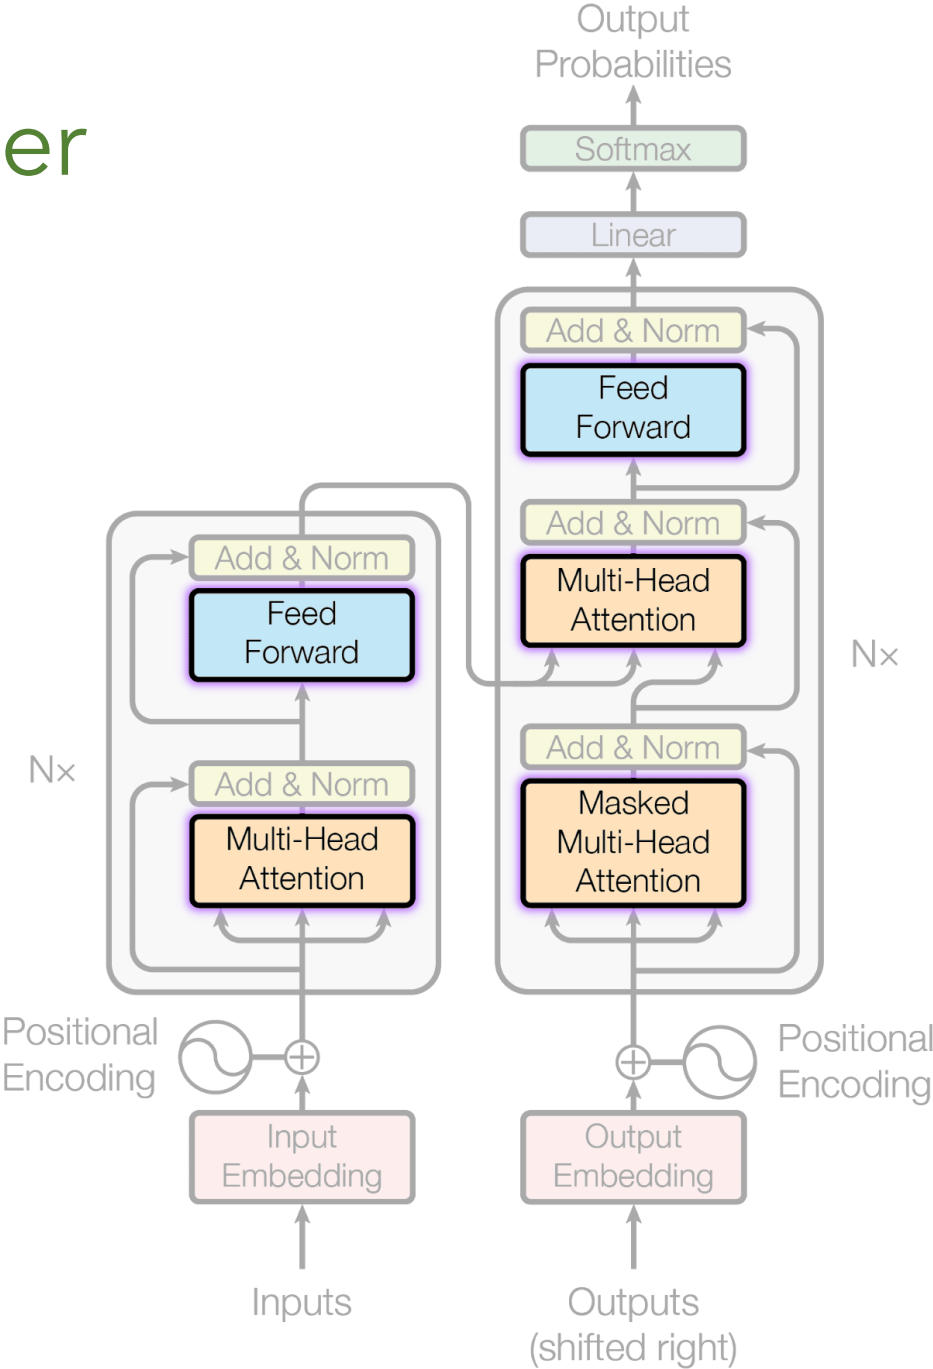 er
Output
Probabilities
Softmax
Linear
Add & Norm
Feed
Forward
Add & Norm
Multi-Head
Attention
Add & Norm
Masked
Multi-Head
Attention
Nx
Add & Norm
Feed
Forward
Add & Norm
Multi-Head
Attention
Nx
Positional
Encoding
Positional
Encoding
Input
Embedding
Output
Embedding
Inputs
Outputs
(shifted right)